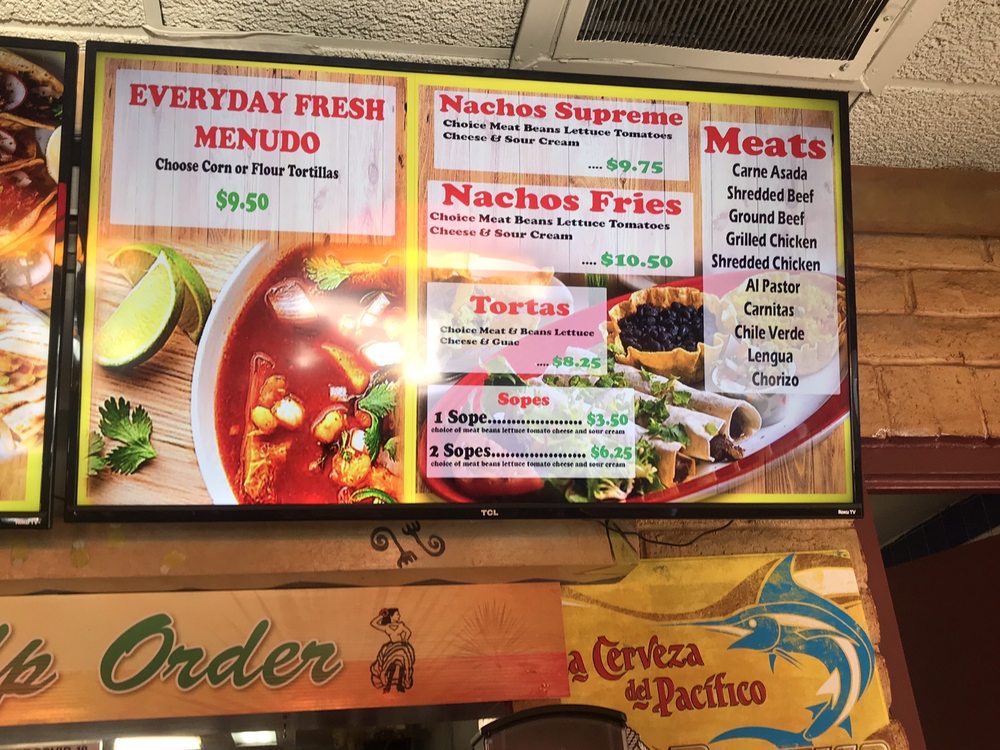 EVERYDAY FRESH
MENUDO
Choose Corn or Flour Tortillas
$9.50
Nachos Supreme
Choice Meat Beans Lettuce Tomatoes
Cheese & Sour Cream
.... $9.75
Nachos Fries
Choice Meat Beans Lettuce Tomatoes
Cheese & Sour Cream
.... $10.50
Tortas
Choice Meat & Beans Lettuce
Cheese & Guac
.... $8.25
Sopes
1 Sope.................... $3.50
choice of meat beans lettuce tomato cheese and sour cream
2 Sopes.................... $6.25
choice of meat beans lettuce tomato cheese and sour cream
Meats
Carne Asada
Shredded Beef
Ground Beef
Grilled Chicken
Shredded Chicken
Al Pastor
Carnitas
Chile Verde
Lengua
Chorizo
TCL
Roku TV
Order
La Cerveza
del Pacífico